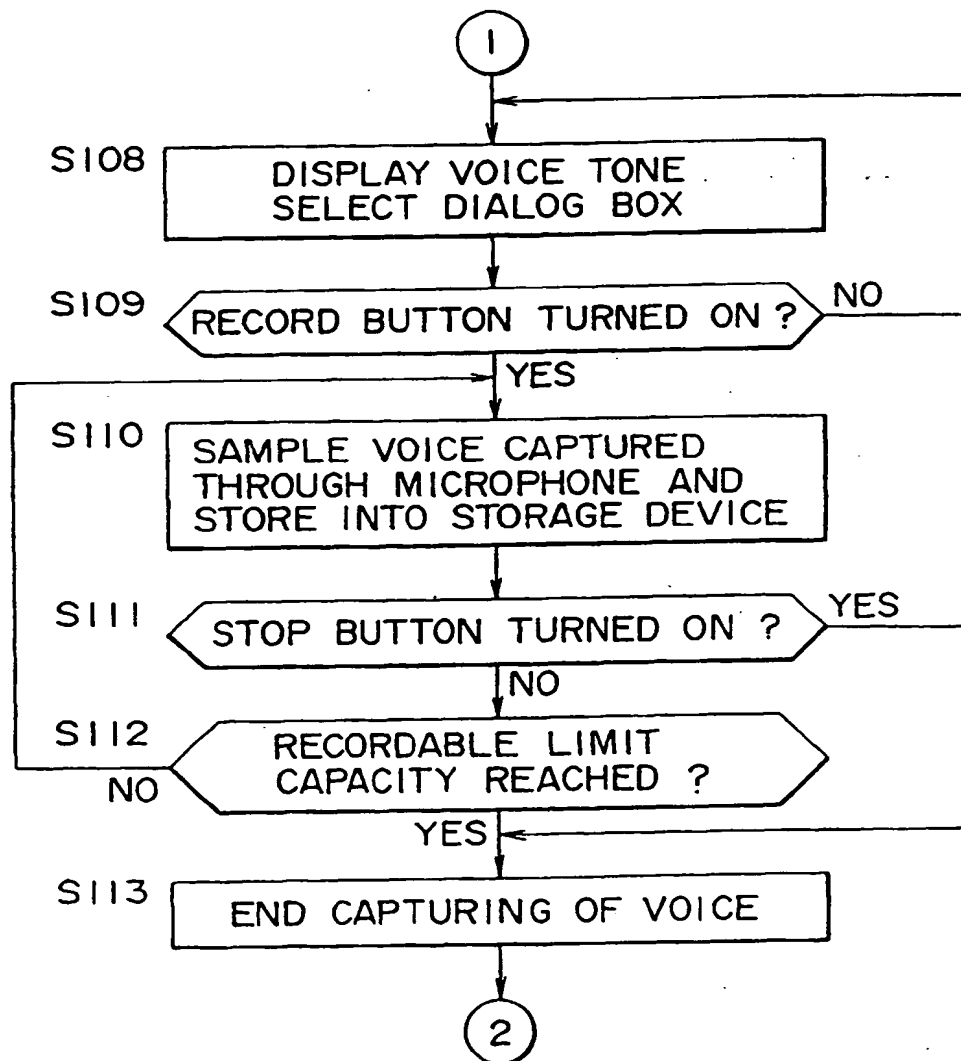 1
S108
DISPLAY VOICE TONE
SELECT DIALOG BOX
S109
RECORD BUTTON TURNED ON ?
NO
YES
S110
SAMPLE VOICE CAPTURED
THROUGH MICROPHONE AND
STORE INTO STORAGE DEVICE
S111
STOP BUTTON TURNED ON ?
YES
NO
S112
RECORDABLE LIMIT
CAPACITY REACHED ?
NO
YES
S113
END CAPTURING OF VOICE
2